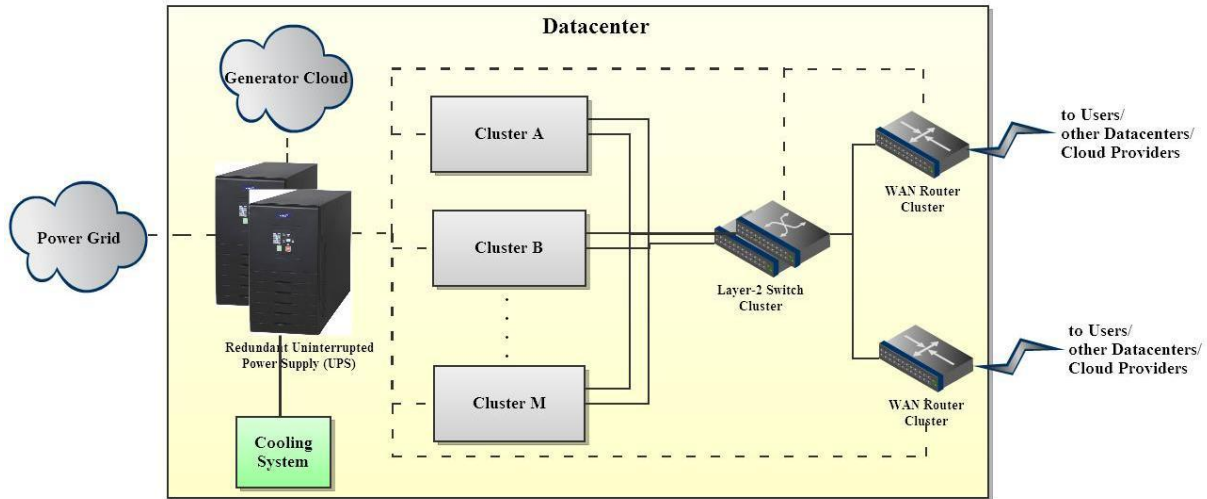 Datacenter
Generator Cloud
Power Grid
Redundant Uninterrupted
Power Supply (UPS)
Cooling
System
Cluster A
Cluster B
Cluster M
Layer-2 Switch
Cluster
WAN Router
Cluster
to Users/
other Datacenters/
Cloud Providers
WAN Router
Cluster
to Users/
other Datacenters/
Cloud Providers